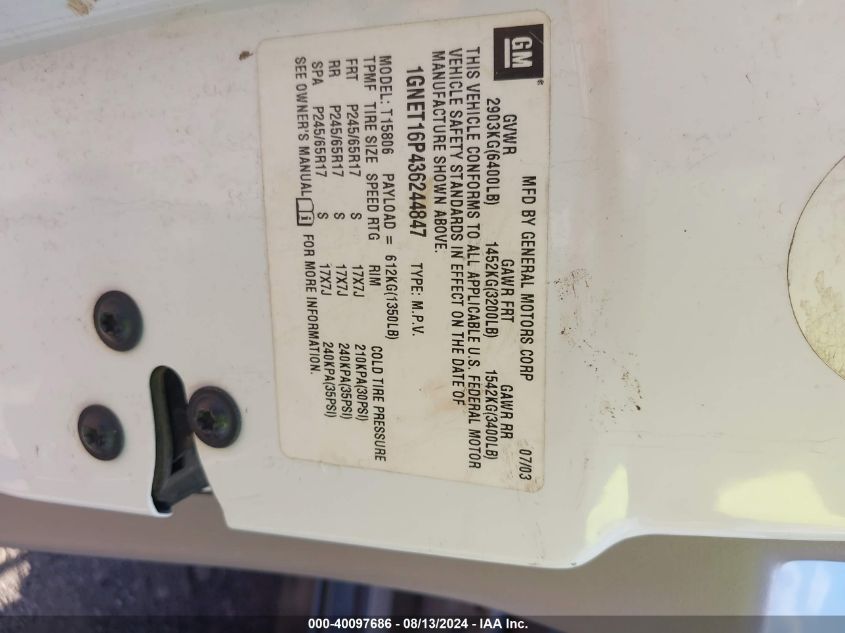 GM
MFD BY GENERAL MOTORS CORP 07/03
GVWR GAWR FRT GAWR RR
2903KG(6400LB) 1452KG(3200LB) 1542KG(3400LB)
THIS VEHICLE CONFORMS TO ALL APPLICABLE U.S. FEDERAL MOTOR
VEHICLE SAFETY STANDARDS IN EFFECT ON THE DATE OF
MANUFACTURE SHOWN ABOVE.
1GNET16P436244847 TYPE: M.P.V.
MODEL: T15806 PAYLOAD = 612KG(1350LB)
TPMF TIRE SIZE SPEED RTG RIM COLD TIRE PRESSURE
FRT P245/65R17 S 17X7J 210KPA(30PSI)
RR P245/65R17 S 17X7J 240KPA(35PSI)
SPA P245/65R17 S 17X7J 240KPA(35PSI)
SEE OWNER'S MANUAL i FOR MORE INFORMATION.
000-40097686 - 08/13/2024 - IAA Inc.